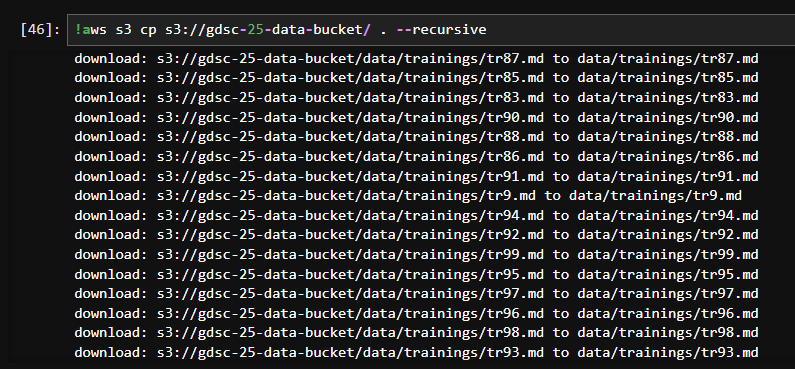 [46]: !aws s3 cp s3://gdsc-25-data-bucket/ . --recursive
download: s3://gdsc-25-data-bucket/data/trainings/tr87.md to data/trainings/tr87.md
download: s3://gdsc-25-data-bucket/data/trainings/tr85.md to data/trainings/tr85.md
download: s3://gdsc-25-data-bucket/data/trainings/tr83.md to data/trainings/tr83.md
download: s3://gdsc-25-data-bucket/data/trainings/tr90.md to data/trainings/tr90.md
download: s3://gdsc-25-data-bucket/data/trainings/tr88.md to data/trainings/tr88.md
download: s3://gdsc-25-data-bucket/data/trainings/tr86.md to data/trainings/tr86.md
download: s3://gdsc-25-data-bucket/data/trainings/tr91.md to data/trainings/tr91.md
download: s3://gdsc-25-data-bucket/data/trainings/tr9.md to data/trainings/tr9.md
download: s3://gdsc-25-data-bucket/data/trainings/tr94.md to data/trainings/tr94.md
download: s3://gdsc-25-data-bucket/data/trainings/tr92.md to data/trainings/tr92.md
download: s3://gdsc-25-data-bucket/data/trainings/tr99.md to data/trainings/tr99.md
download: s3://gdsc-25-data-bucket/data/trainings/tr95.md to data/trainings/tr95.md
download: s3://gdsc-25-data-bucket/data/trainings/tr97.md to data/trainings/tr97.md
download: s3://gdsc-25-data-bucket/data/trainings/tr96.md to data/trainings/tr96.md
download: s3://gdsc-25-data-bucket/data/trainings/tr98.md to data/trainings/tr98.md
download: s3://gdsc-25-data-bucket/data/trainings/tr93.md to data/trainings/tr93.md